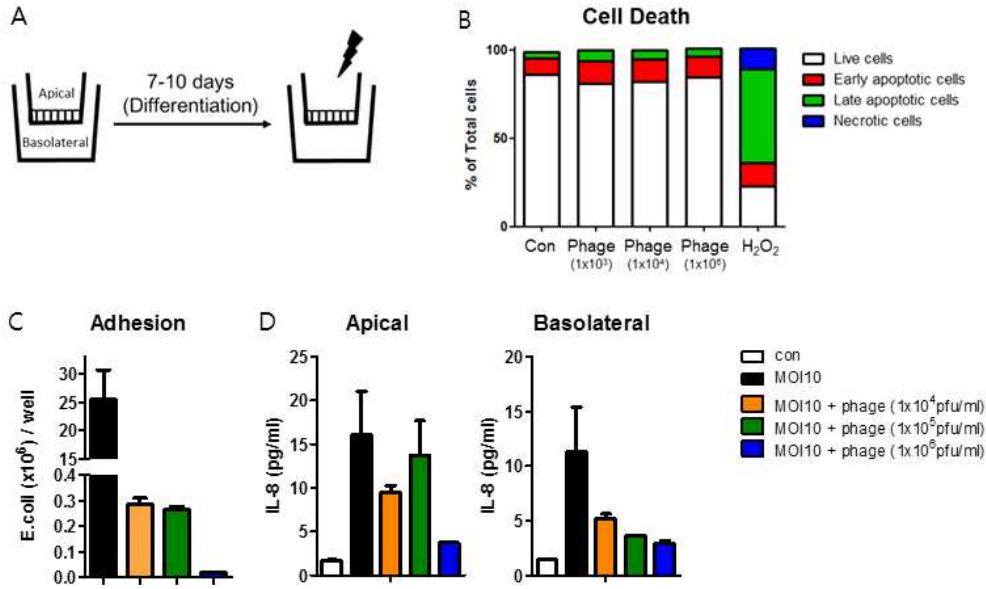 A
Apical
Basolateral
7-10 days
(Differentiation)
B
Cell Death
% of Total cells
100
50
0
Con
Phage
(1x10³)
Phage
(1x10⁴)
Phage
(1x10⁶)
H₂O₂
Live cells
Early apoptotic cells
Late apoptotic cells
Necrotic cells
C
Adhesion
E.coli (x10⁶) / well
30
25
20
15
0.4
0.3
0.2
0.1
0.0
D
Apical
IL-8 (pg/ml)
25
20
15
10
5
0
Basolateral
IL-8 (pg/ml)
20
15
10
5
0
con
MOI10
MOI10 + phage (1x10⁴pfu/ml)
MOI10 + phage (1x10⁵pfu/ml)
MOI10 + phage (1x10⁶pfu/ml)